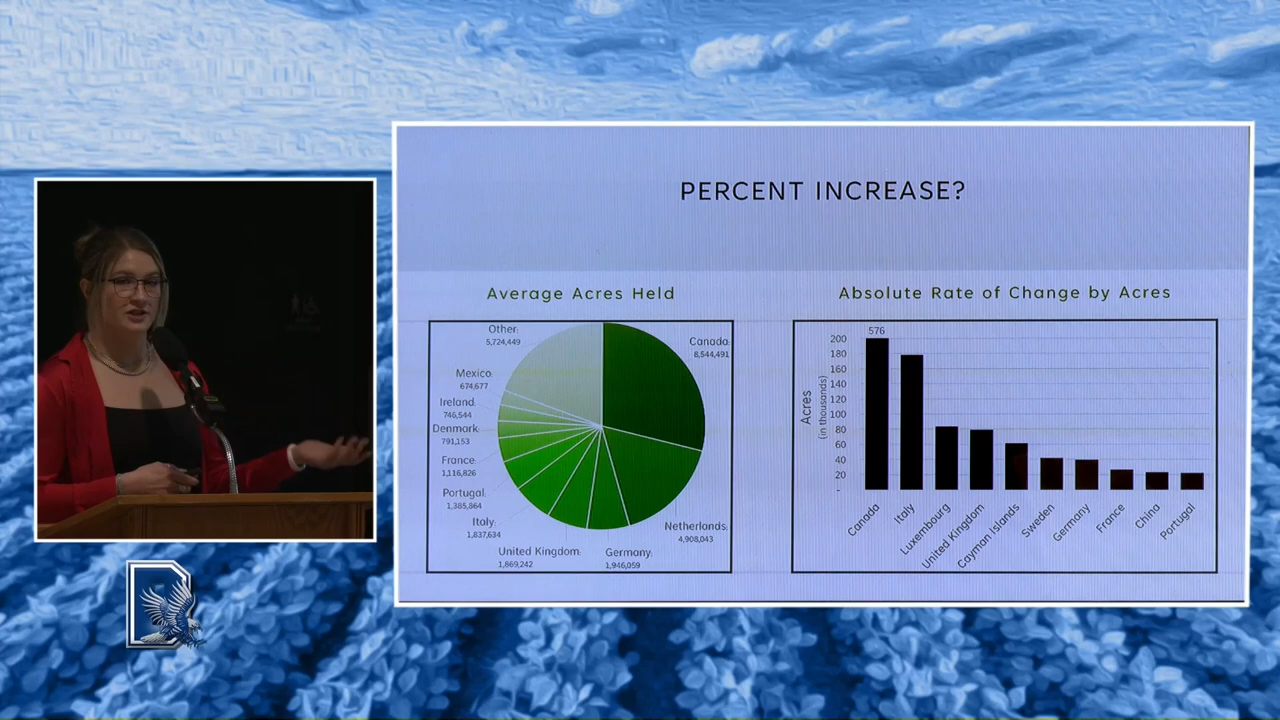 PERCENT INCREASE?
Average Acres Held
Other:
5,724,449
Canada:
8,544,491
Mexico:
674,677
Ireland:
746,544
Denmark:
791,153
France:
1,116,826
Portugal:
1,385,864
Italy:
1,837,634
United Kingdom:
1,869,242
Germany:
1,946,059
Netherlands:
4,908,043
Absolute Rate of Change by Acres
576
200
180
160
140
120
100
80
60
40
20
-
Acres
(in thousands)
Canada
Italy
Luxembourg
United Kingdom
Cayman Islands
Sweden
Germany
France
China
Portugal
D